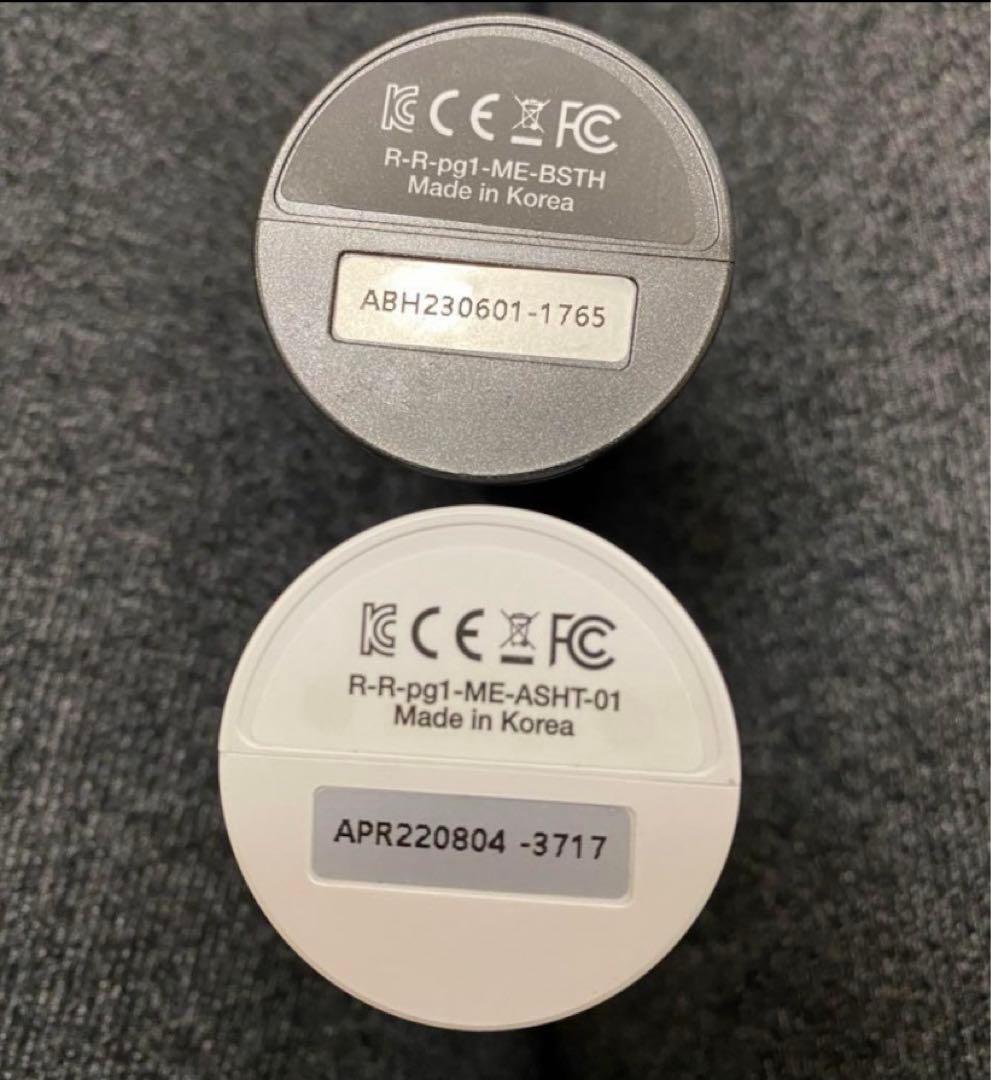 KC CE FC
R-R-pg1-ME-BSTH
Made in Korea
ABH230601-1765
KC CE FC
R-R-pg1-ME-ASHT-01
Made in Korea
APR220804 -3717